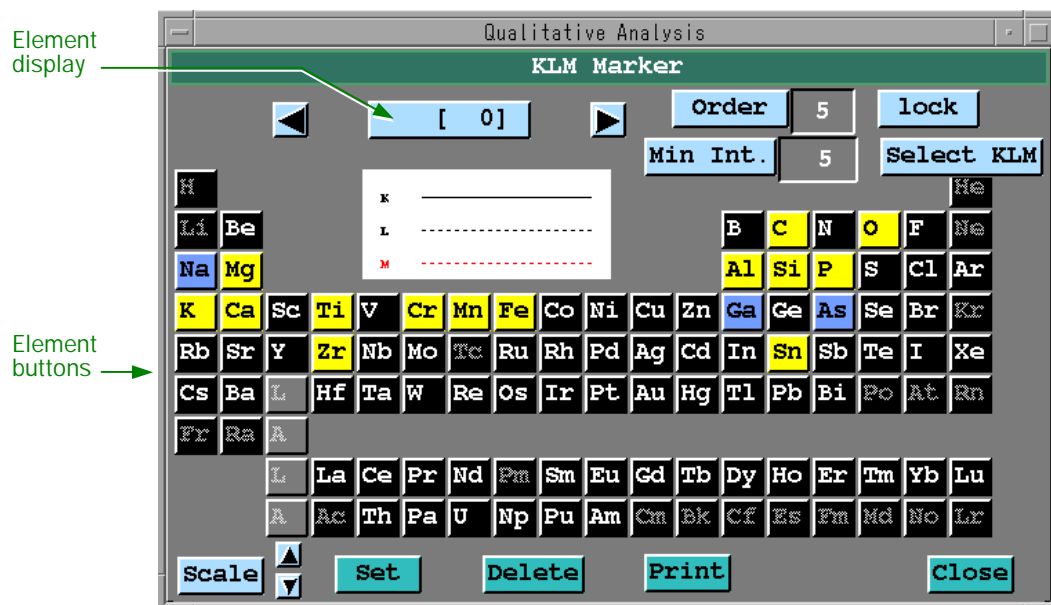 Element
display
Qualitative Analysis
KLM Marker
[ 0] Order 5 lock
Min Int. 5 Select KLM
K
L
M
H He
Li Be B C N O F Ne
Na Mg Al Si P S Cl Ar
K Ca Sc Ti V Cr Mn Fe Co Ni Cu Zn Ga Ge As Se Br Kr
Element
buttons
Rb Sr Y Zr Nb Mo Tc Ru Rh Pd Ag Cd In Sn Sb Te I Xe
Cs Ba L Hf Ta W Re Os Ir Pt Au Hg Tl Pb Bi Po At Rn
Fr Ra A
L La Ce Pr Nd Pm Sm Eu Gd Tb Dy Ho Er Tm Yb Lu
A Ac Th Pa U Np Pu Am Cm Bk Cf Es Fm Md No Lr
Scale Set Delete Print Close